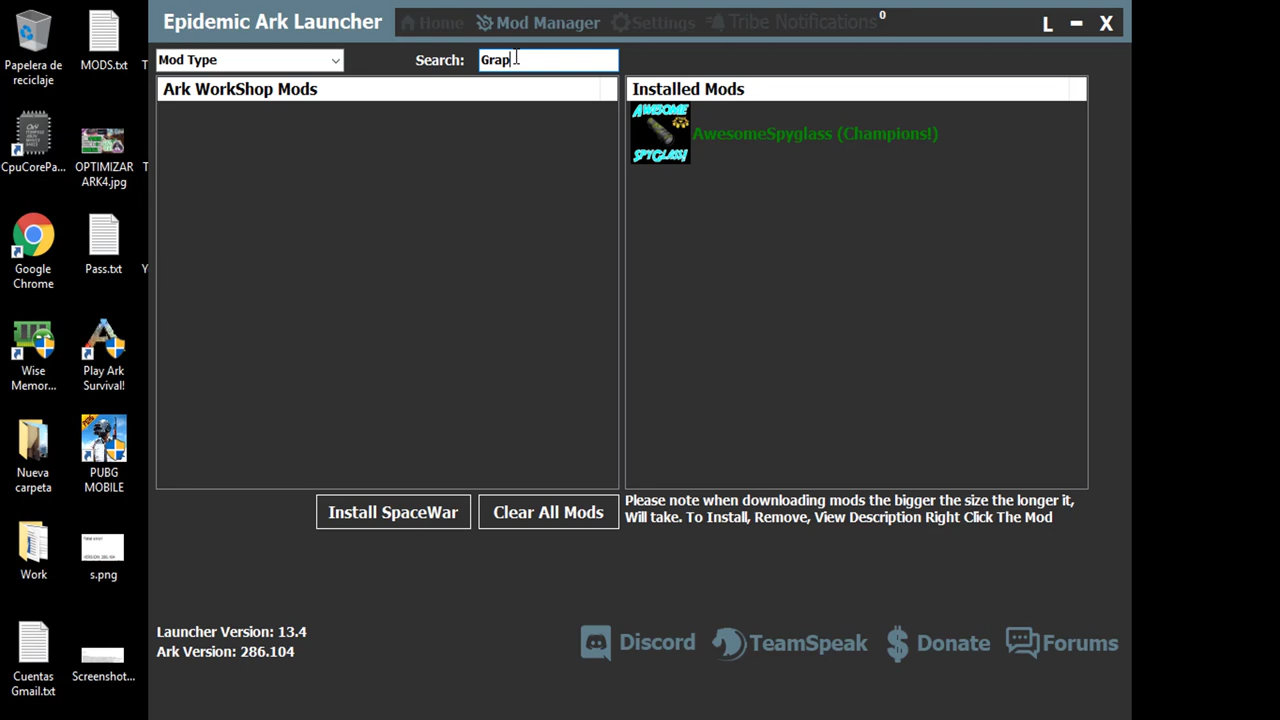 Epidemic Ark Launcher
Home
Mod Manager
Settings
Tribe Notifications
0
L
X
Mod Type
Search:
Grap
Ark WorkShop Mods
Installed Mods
AWESOME
SPYGLASS!
AwesomeSpyglass (Champions!)
Install SpaceWar
Clear All Mods
Please note when downloading mods the bigger the size the longer it,
Will take. To Install, Remove, View Description Right Click The Mod
Launcher Version: 13.4
Ark Version: 286.104
Discord
TeamSpeak
Donate
Forums
Papelera de
reciclaje
MODS.txt
T
CpuCorePa...
OPTIMIZAR
ARK4.jpg
T
Google
Chrome
Pass.txt
Y
Wise
Memor...
Play Ark
Survival!
Nueva
carpeta
PUBG
MOBILE
Work
s.png
Cuentas
Gmail.txt
Screenshot...